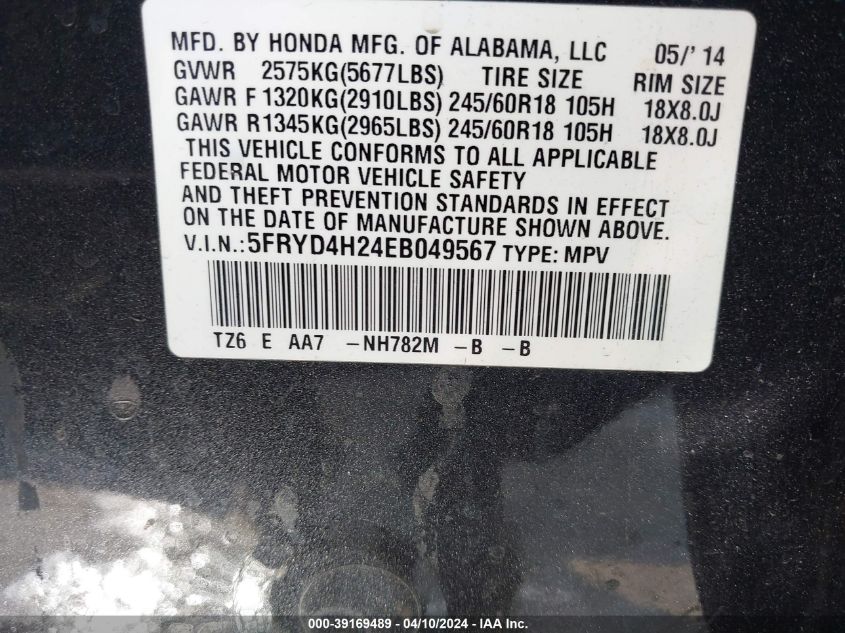 MFD. BY HONDA MFG. OF ALABAMA, LLC 05/' 14
GVWR 2575KG(5677LBS) TIRE SIZE RIM SIZE
GAWR F 1320KG(2910LBS) 245/60R18 105H 18X8.0J
GAWR R1345KG(2965LBS) 245/60R18 105H 18X8.0J
THIS VEHICLE CONFORMS TO ALL APPLICABLE
FEDERAL MOTOR VEHICLE SAFETY
AND THEFT PREVENTION STANDARDS IN EFFECT
ON THE DATE OF MANUFACTURE SHOWN ABOVE.
V.I.N.:5FRYD4H24EB049567 TYPE: MPV
TZ6 E AA7 -NH782M -B -B
000-39169489 - 04/10/2024 - IAA Inc.